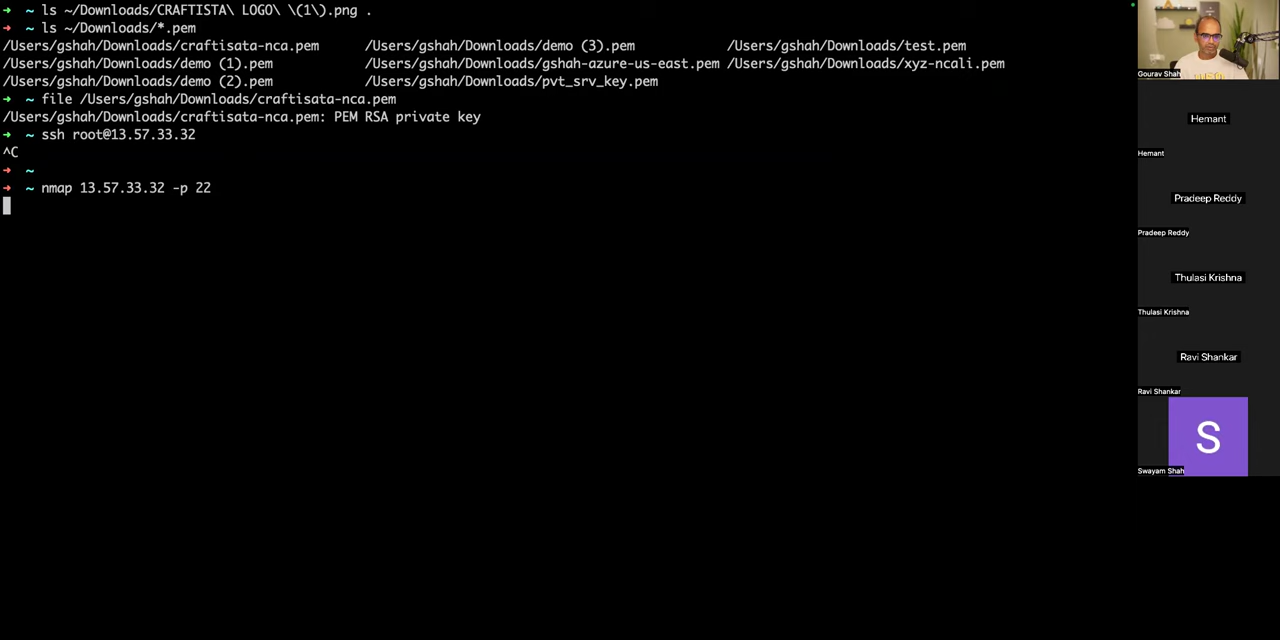 ➜ ~ ls ~/Downloads/CRAFTISTA\ LOGO\ \(1\).png .
➜ ~ ls ~/Downloads/*.pem
/Users/gshah/Downloads/craftisata-nca.pem /Users/gshah/Downloads/demo (3).pem /Users/gshah/Downloads/test.pem
/Users/gshah/Downloads/demo (1).pem /Users/gshah/Downloads/gshah-azure-us-east.pem /Users/gshah/Downloads/xyz-ncali.pem
/Users/gshah/Downloads/demo (2).pem /Users/gshah/Downloads/pvt_srv_key.pem
➜ ~ file /Users/gshah/Downloads/craftisata-nca.pem
/Users/gshah/Downloads/craftisata-nca.pem: PEM RSA private key
➜ ~ ssh root@13.57.33.32
^C
➜ ~
➜ ~ nmap 13.57.33.32 -p 22
Gourav Shah
Hemant
Hemant
Pradeep Reddy
Pradeep Reddy
Thulasi Krishna
Thulasi Krishna
Ravi Shankar
Ravi Shankar
S
Swayam Shah